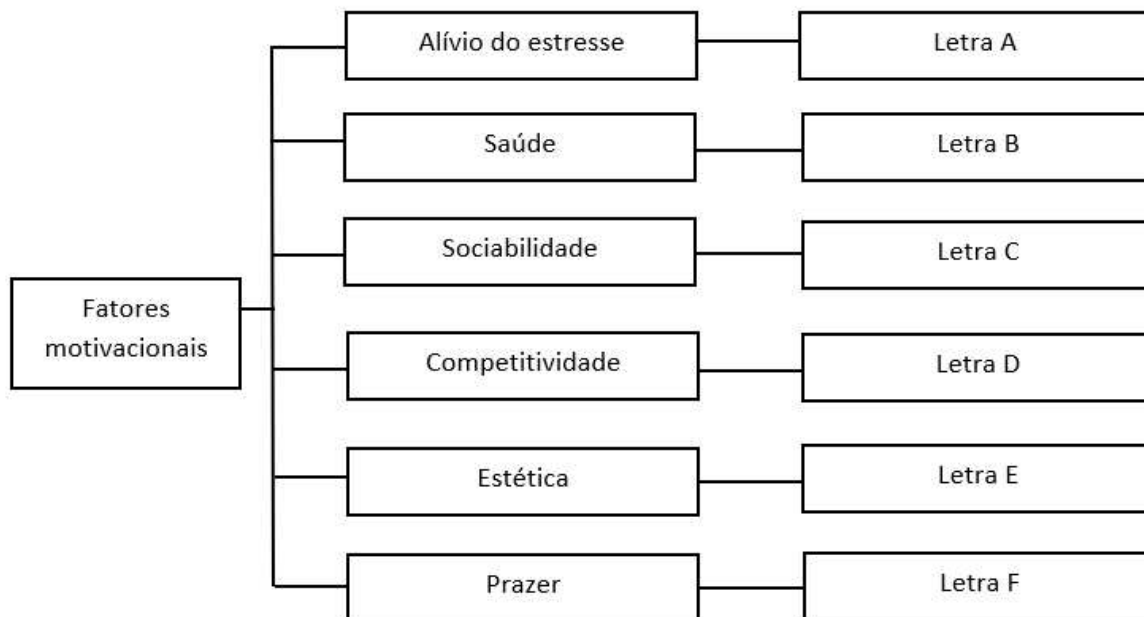 Alívio do estresse
Letra A
Saúde
Letra B
Sociabilidade
Letra C
Fatores
motivacionais
Competitividade
Letra D
Estética
Letra E
Prazer
Letra F